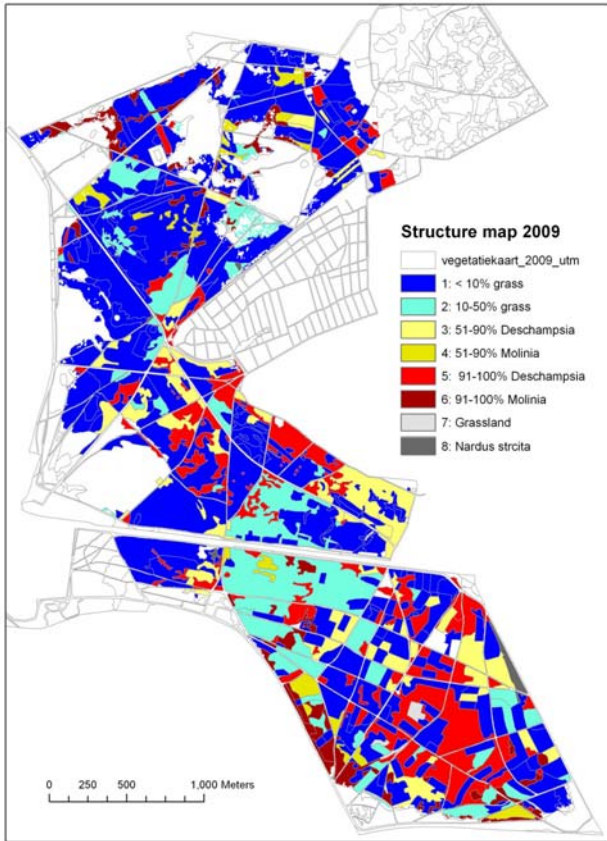 Structure map 2009
vegetatiekaart_2009_utm
1: < 10% grass
2: 10-50% grass
3: 51-90% Deschampsia
4: 51-90% Molinia
5: 91-100% Deschampsia
6: 91-100% Molinia
7: Grassland
8: Nardus strcita
0 250 500 1,000 Meters